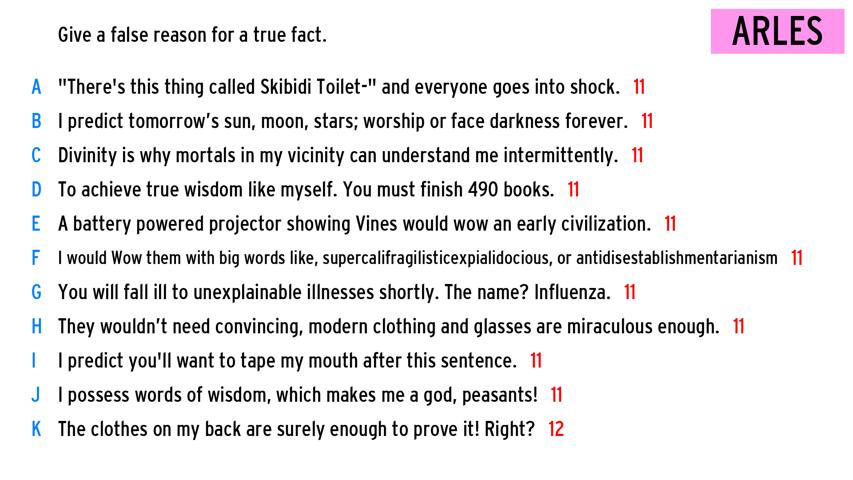 Give a false reason for a true fact.
ARLES
A "There's this thing called Skibidi Toilet-" and everyone goes into shock. 11
B I predict tomorrow’s sun, moon, stars; worship or face darkness forever. 11
C Divinity is why mortals in my vicinity can understand me intermittently. 11
D To achieve true wisdom like myself. You must finish 490 books. 11
E A battery powered projector showing Vines would wow an early civilization. 11
F I would Wow them with big words like, supercalifragilisticexpialidocious, or antidisestablishmentarianism 11
G You will fall ill to unexplainable illnesses shortly. The name? Influenza. 11
H They wouldn’t need convincing, modern clothing and glasses are miraculous enough. 11
I I predict you'll want to tape my mouth after this sentence. 11
J I possess words of wisdom, which makes me a god, peasants! 11
K The clothes on my back are surely enough to prove it! Right? 12